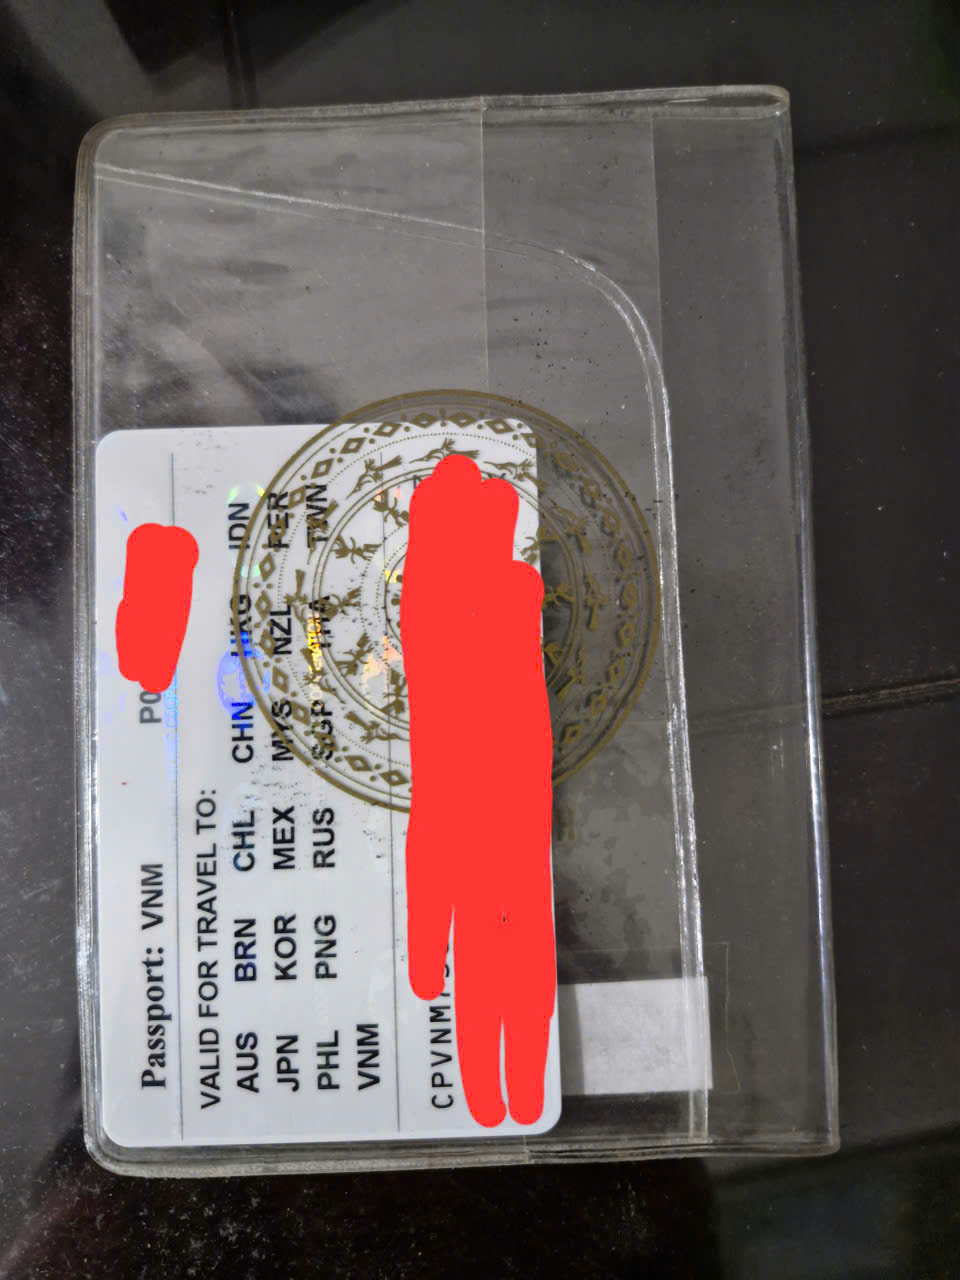 Passport: VNM P0
VALID FOR TRAVEL TO:
AUS BRN CHL CHN HKG IDN
JPN KOR MEX MYS NZL PER
PHL PNG RUS SGP THA TWN
VNM
CPVNM